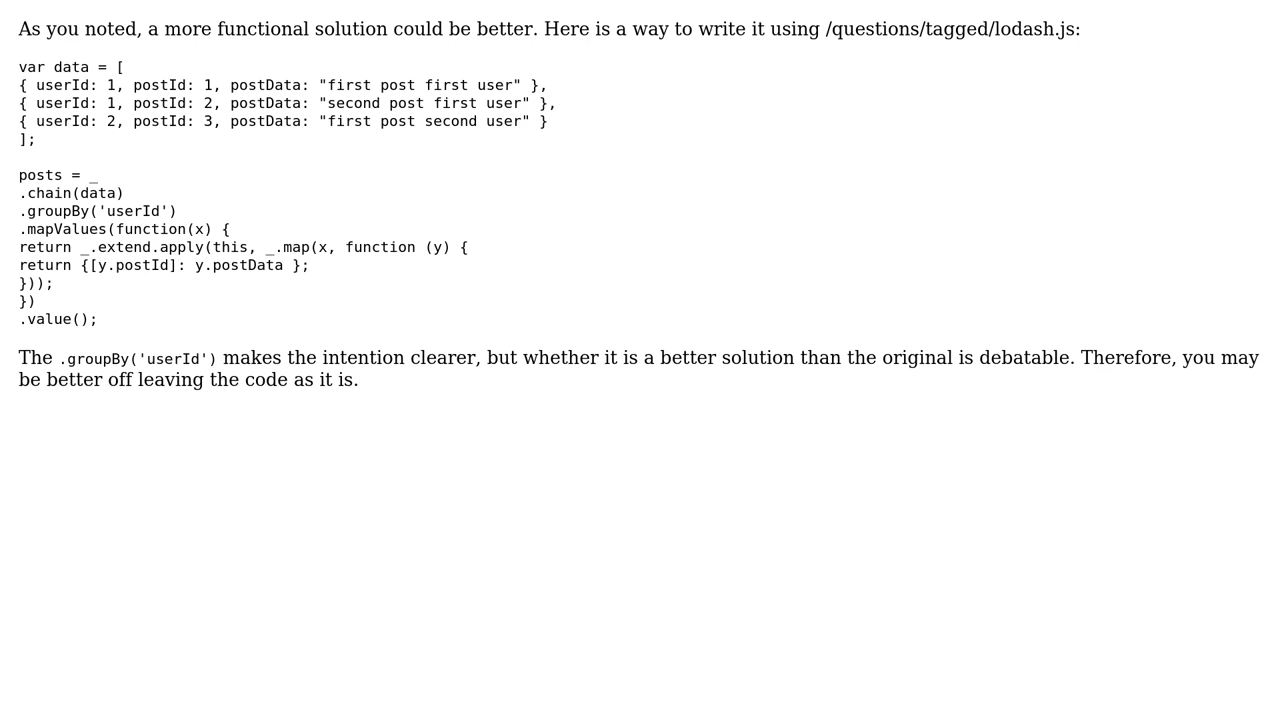 As you noted, a more functional solution could be better. Here is a way to write it using /questions/tagged/lodash.js:
var data = [
{ userId: 1, postId: 1, postData: "first post first user" },
{ userId: 1, postId: 2, postData: "second post first user" },
{ userId: 2, postId: 3, postData: "first post second user" }
];
posts = _
.chain(data)
.groupBy('userId')
.mapValues(function(x) {
return _.extend.apply(this, _.map(x, function (y) {
return {[y.postId]: y.postData };
}));
})
.value();
The .groupBy('userId') makes the intention clearer, but whether it is a better solution than the original is debatable. Therefore, you may
be better off leaving the code as it is.